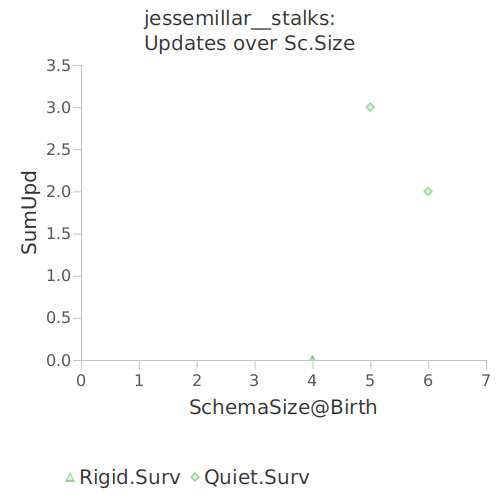 jessemillar__stalks:
Updates over Sc.Size
3.5
3.0
2.5
2.0
1.5
1.0
0.5
0.0
SumUpd
0 1 2 3 4 5 6 7
SchemaSize@Birth
Rigid.Surv Quiet.Surv